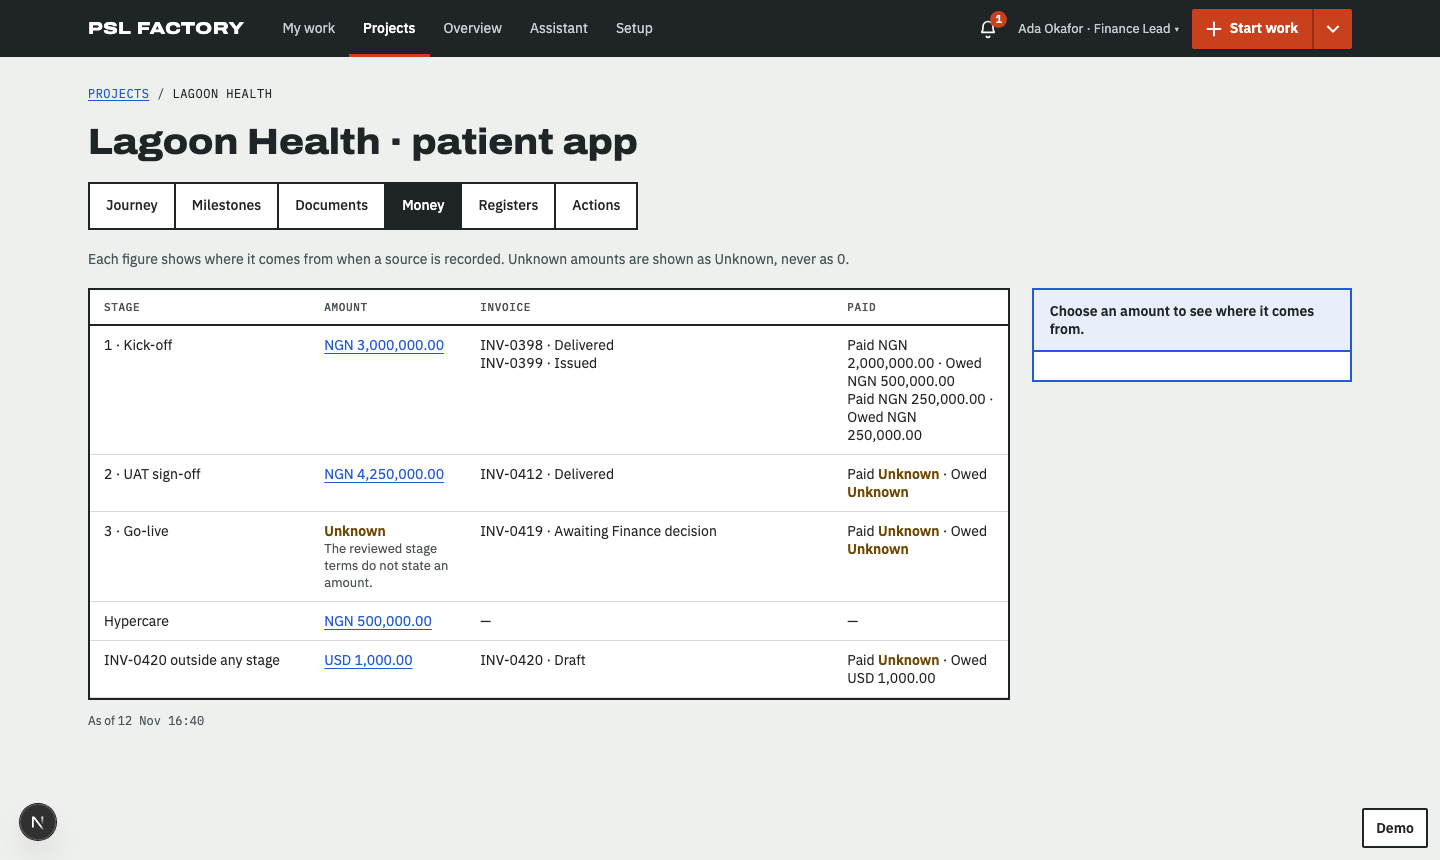 PSL FACTORY
My work
Projects
Overview
Assistant
Setup
1
Ada Okafor · Finance Lead ▾
Start work
PROJECTS / LAGOON HEALTH
Lagoon Health · patient app
Journey
Milestones
Documents
Money
Registers
Actions
Each figure shows where it comes from when a source is recorded. Unknown amounts are shown as Unknown, never as 0.
STAGE
AMOUNT
INVOICE
PAID
1 · Kick-off
NGN 3,000,000.00
INV-0398 · Delivered
INV-0399 · Issued
Paid NGN
2,000,000.00 · Owed
NGN 500,000.00
Paid NGN 250,000.00 ·
Owed NGN
250,000.00
2 · UAT sign-off
NGN 4,250,000.00
INV-0412 · Delivered
Paid Unknown · Owed
Unknown
3 · Go-live
Unknown
The reviewed stage
terms do not state an
amount.
INV-0419 · Awaiting Finance decision
Paid Unknown · Owed
Unknown
Hypercare
NGN 500,000.00
—
—
INV-0420 outside any stage
USD 1,000.00
INV-0420 · Draft
Paid Unknown · Owed
USD 1,000.00
Choose an amount to see where it comes
from.
As of 12 Nov 16:40
N
Demo